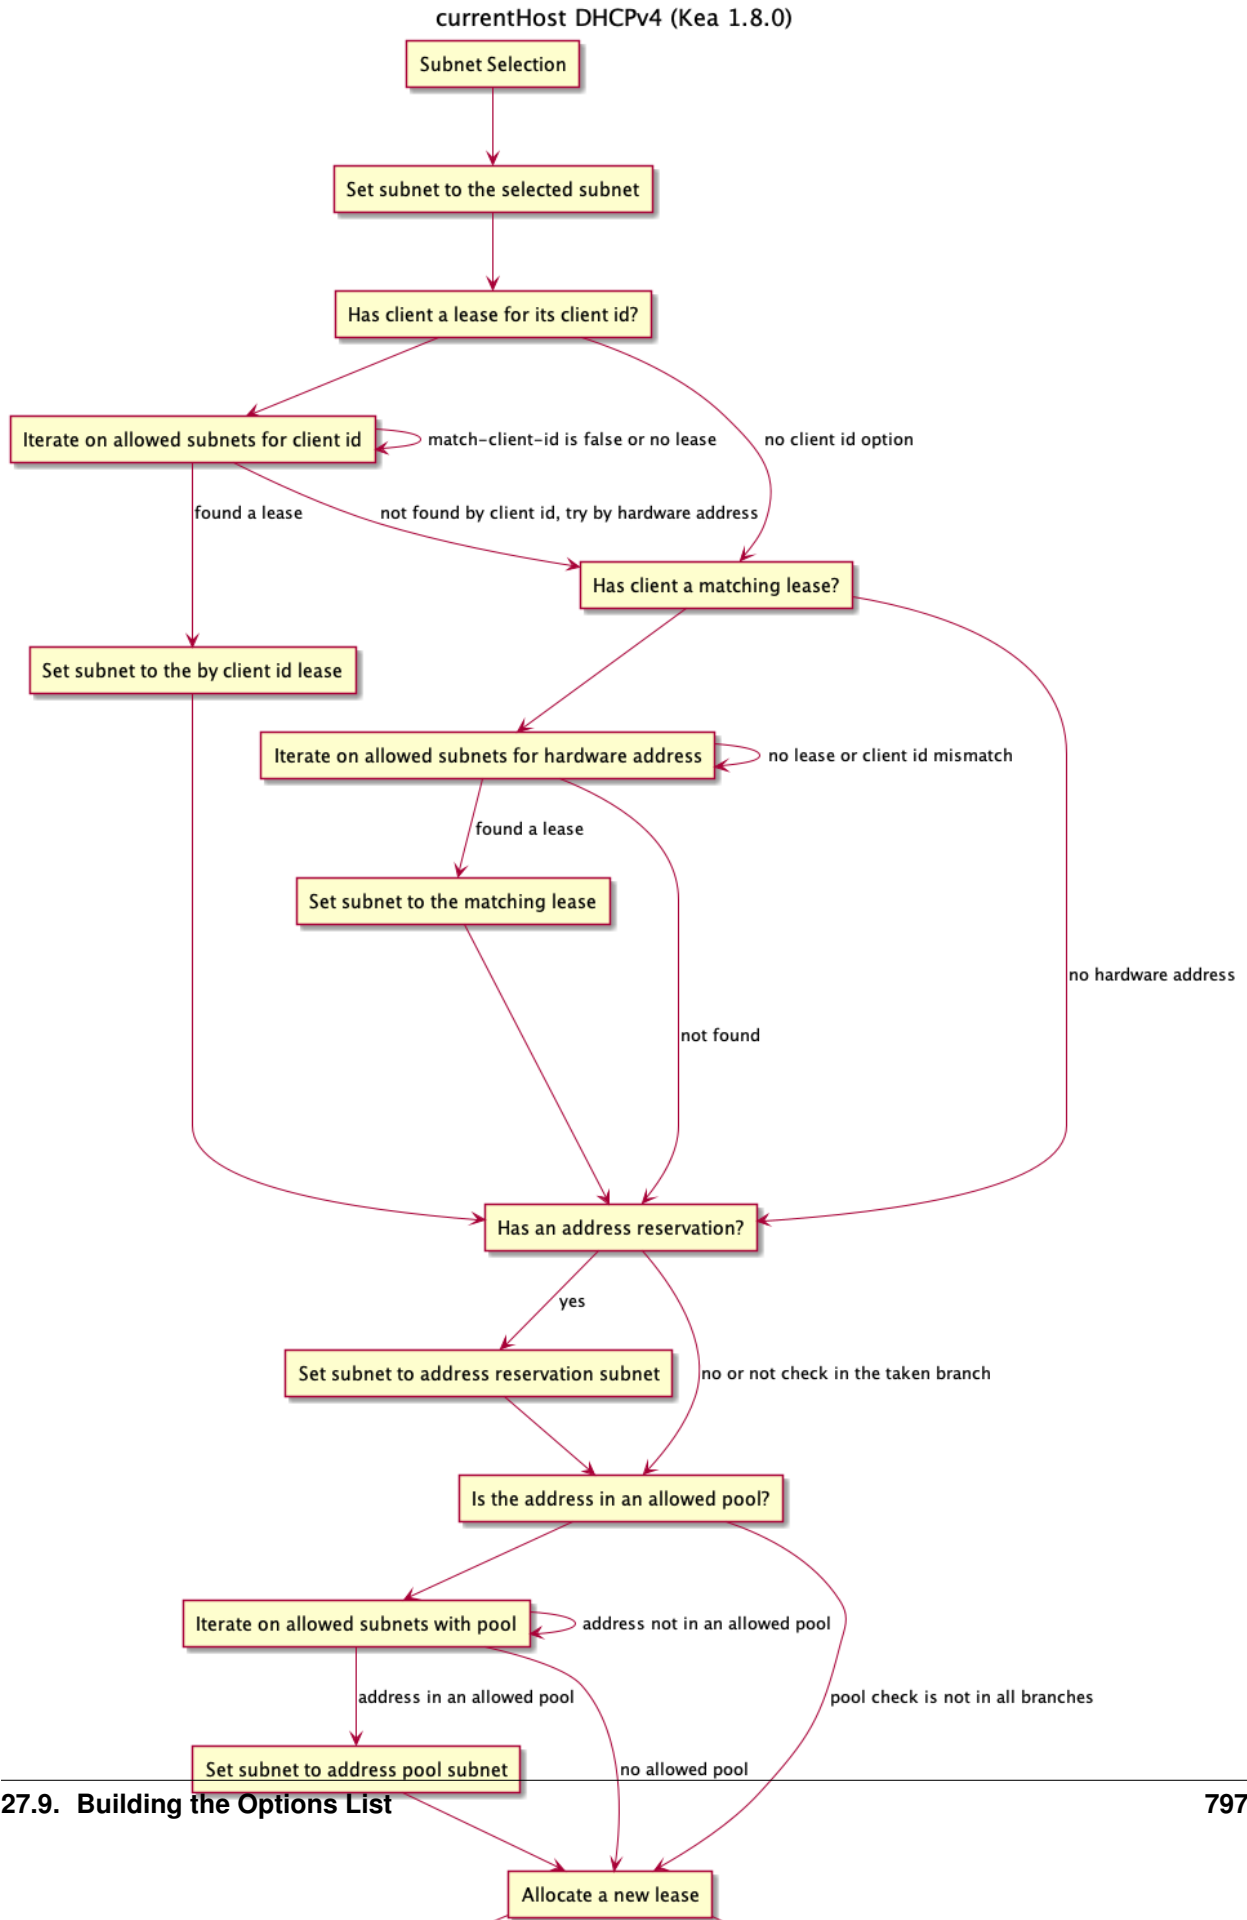 currentHost DHCPv4 (Kea 1.8.0)
Subnet Selection
Set subnet to the selected subnet
Has client a lease for its client id?
Iterate on allowed subnets for client id
match-client-id is false or no lease
no client id option
found a lease
not found by client id, try by hardware address
Has client a matching lease?
Set subnet to the by client id lease
Iterate on allowed subnets for hardware address
no lease or client id mismatch
found a lease
Set subnet to the matching lease
no hardware address
not found
Has an address reservation?
yes
Set subnet to address reservation subnet
no or not check in the taken branch
Is the address in an allowed pool?
Iterate on allowed subnets with pool
address not in an allowed pool
address in an allowed pool
pool check is not in all branches
Set subnet to address pool subnet
no allowed pool
27.9. Building the Options List
797
Allocate a new lease